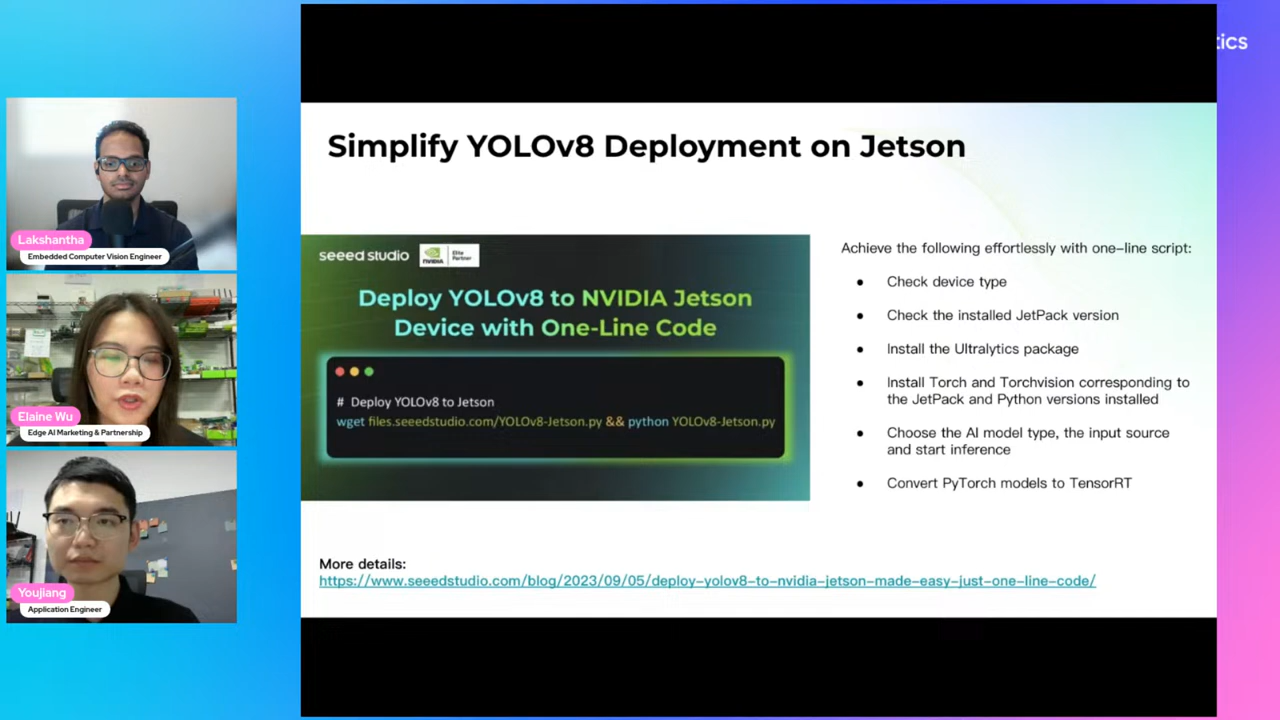 tics
Simplify YOLOv8 Deployment on Jetson
seeed studio
NVIDIA
Elite
Partner
Deploy YOLOv8 to NVIDIA Jetson
Device with One-Line Code
# Deploy YOLOv8 to Jetson
wget files.seeedstudio.com/YOLOv8-Jetson.py && python YOLOv8-Jetson.py
Achieve the following effortlessly with one-line script:
● Check device type
● Check the installed JetPack version
● Install the Ultralytics package
● Install Torch and Torchvision corresponding to
the JetPack and Python versions installed
● Choose the AI model type, the input source
and start inference
● Convert PyTorch models to TensorRT
More details:
https://www.seeedstudio.com/blog/2023/09/05/deploy-yolov8-to-nvidia-jetson-made-easy-just-one-line-code/
Lakshantha
Embedded Computer Vision Engineer
Elaine Wu
Edge AI Marketing & Partnership
Youjiang
Application Engineer